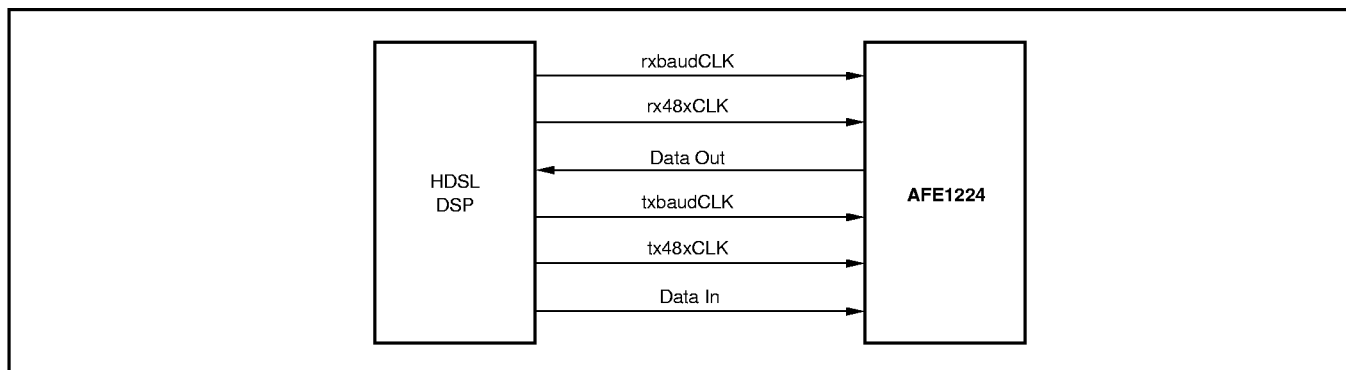 rxbaudCLK
rx48xCLK
Data Out
HDSL
DSP
AFE1224
txbaudCLK
tx48xCLK
Data In